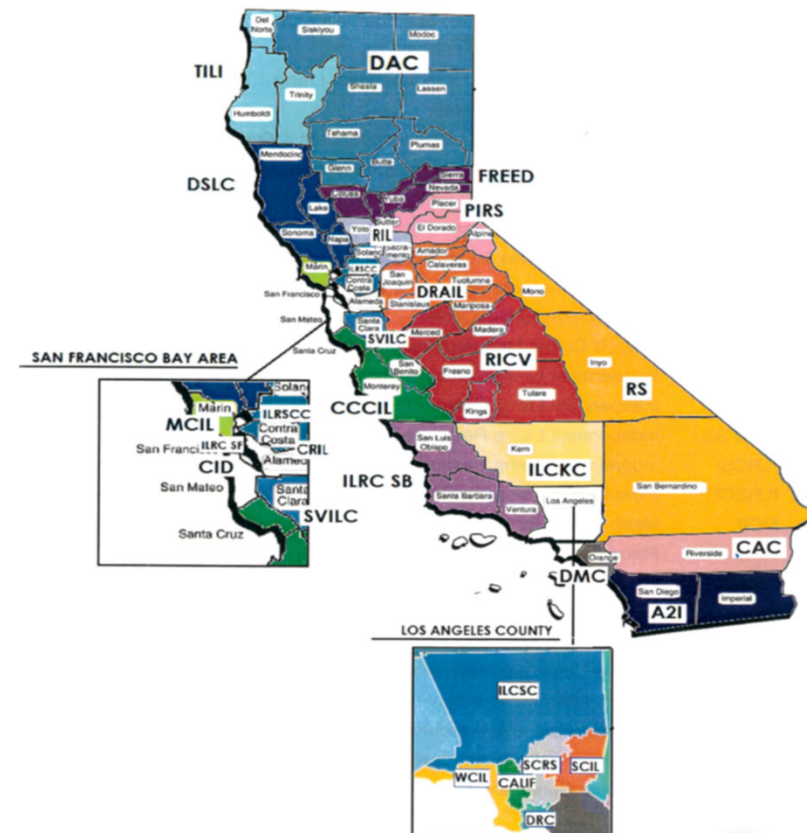 Del
Norte
Siskiyou
Modoc
DAC
TILI
Shasta
Lassen
Trinity
Humboldt
Tehama
Plumas
Mendocino
Butte
Glenn
Sierra
FREED
DSLC
Nevada
Colusa
Yuba
Placer
Lake
Sutter
PIRS
Yolo
RIL
El Dorado
Sonoma
Napa
Alpine
Solano
Sacra-
mento
Amador
Marin
ILRSCC
Calaveras
Contra
Costa
San
Joaquin
Tuolumne
Mono
San Francisco
Alameda
DRAIL
Stanislaus
Mariposa
San Mateo
Santa
Clara
Merced
Madera
SVILC
Santa Cruz
RICV
SAN FRANCISCO BAY AREA
San
Benito
Fresno
Inyo
RS
Monterey
Tulare
Kings
CCCIL
Solano
Marin
ILRSCC
MCIL
Contra
Costa
ILRC SF
San Francisco
CRIL
Alameda
CID
San Mateo
Santa
Clara
SVILC
Santa Cruz
San Luis
Obispo
Kern
ILCKC
ILRC SB
San Bernardino
Santa Barbara
Los Angeles
Ventura
Orange
Riverside
CAC
DMC
San Diego
Imperial
A2I
LOS ANGELES COUNTY
ILCSC
SCRS
SCIL
WCIL
CALIF
DRC